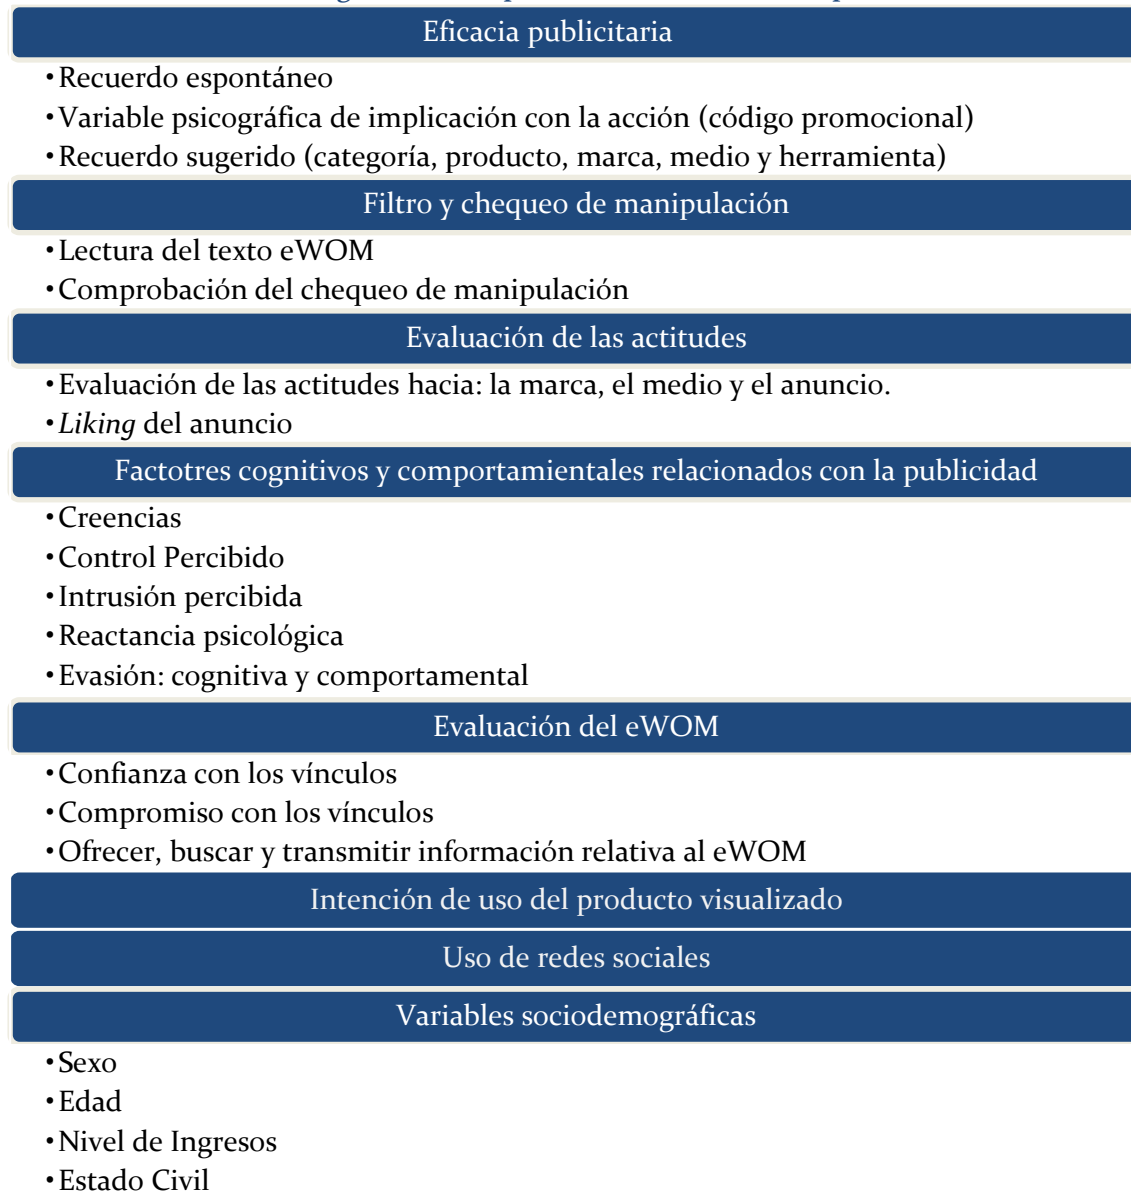 Eficacia publicitaria
•Recuerdo espontáneo
•Variable psicográfica de implicación con la acción (código promocional)
•Recuerdo sugerido (categoría, producto, marca, medio y herramienta)
Filtro y chequeo de manipulación
•Lectura del texto eWOM
•Comprobación del chequeo de manipulación
Evaluación de las actitudes
•Evaluación de las actitudes hacia: la marca, el medio y el anuncio.
•Liking del anuncio
Factotres cognitivos y comportamientales relacionados con la publicidad
•Creencias
•Control Percibido
•Intrusión percibida
•Reactancia psicológica
•Evasión: cognitiva y comportamental
Evaluación del eWOM
•Confianza con los vínculos
•Compromiso con los vínculos
•Ofrecer, buscar y transmitir información relativa al eWOM
Intención de uso del producto visualizado
Uso de redes sociales
Variables sociodemográficas
•Sexo
•Edad
•Nivel de Ingresos
•Estado Civil